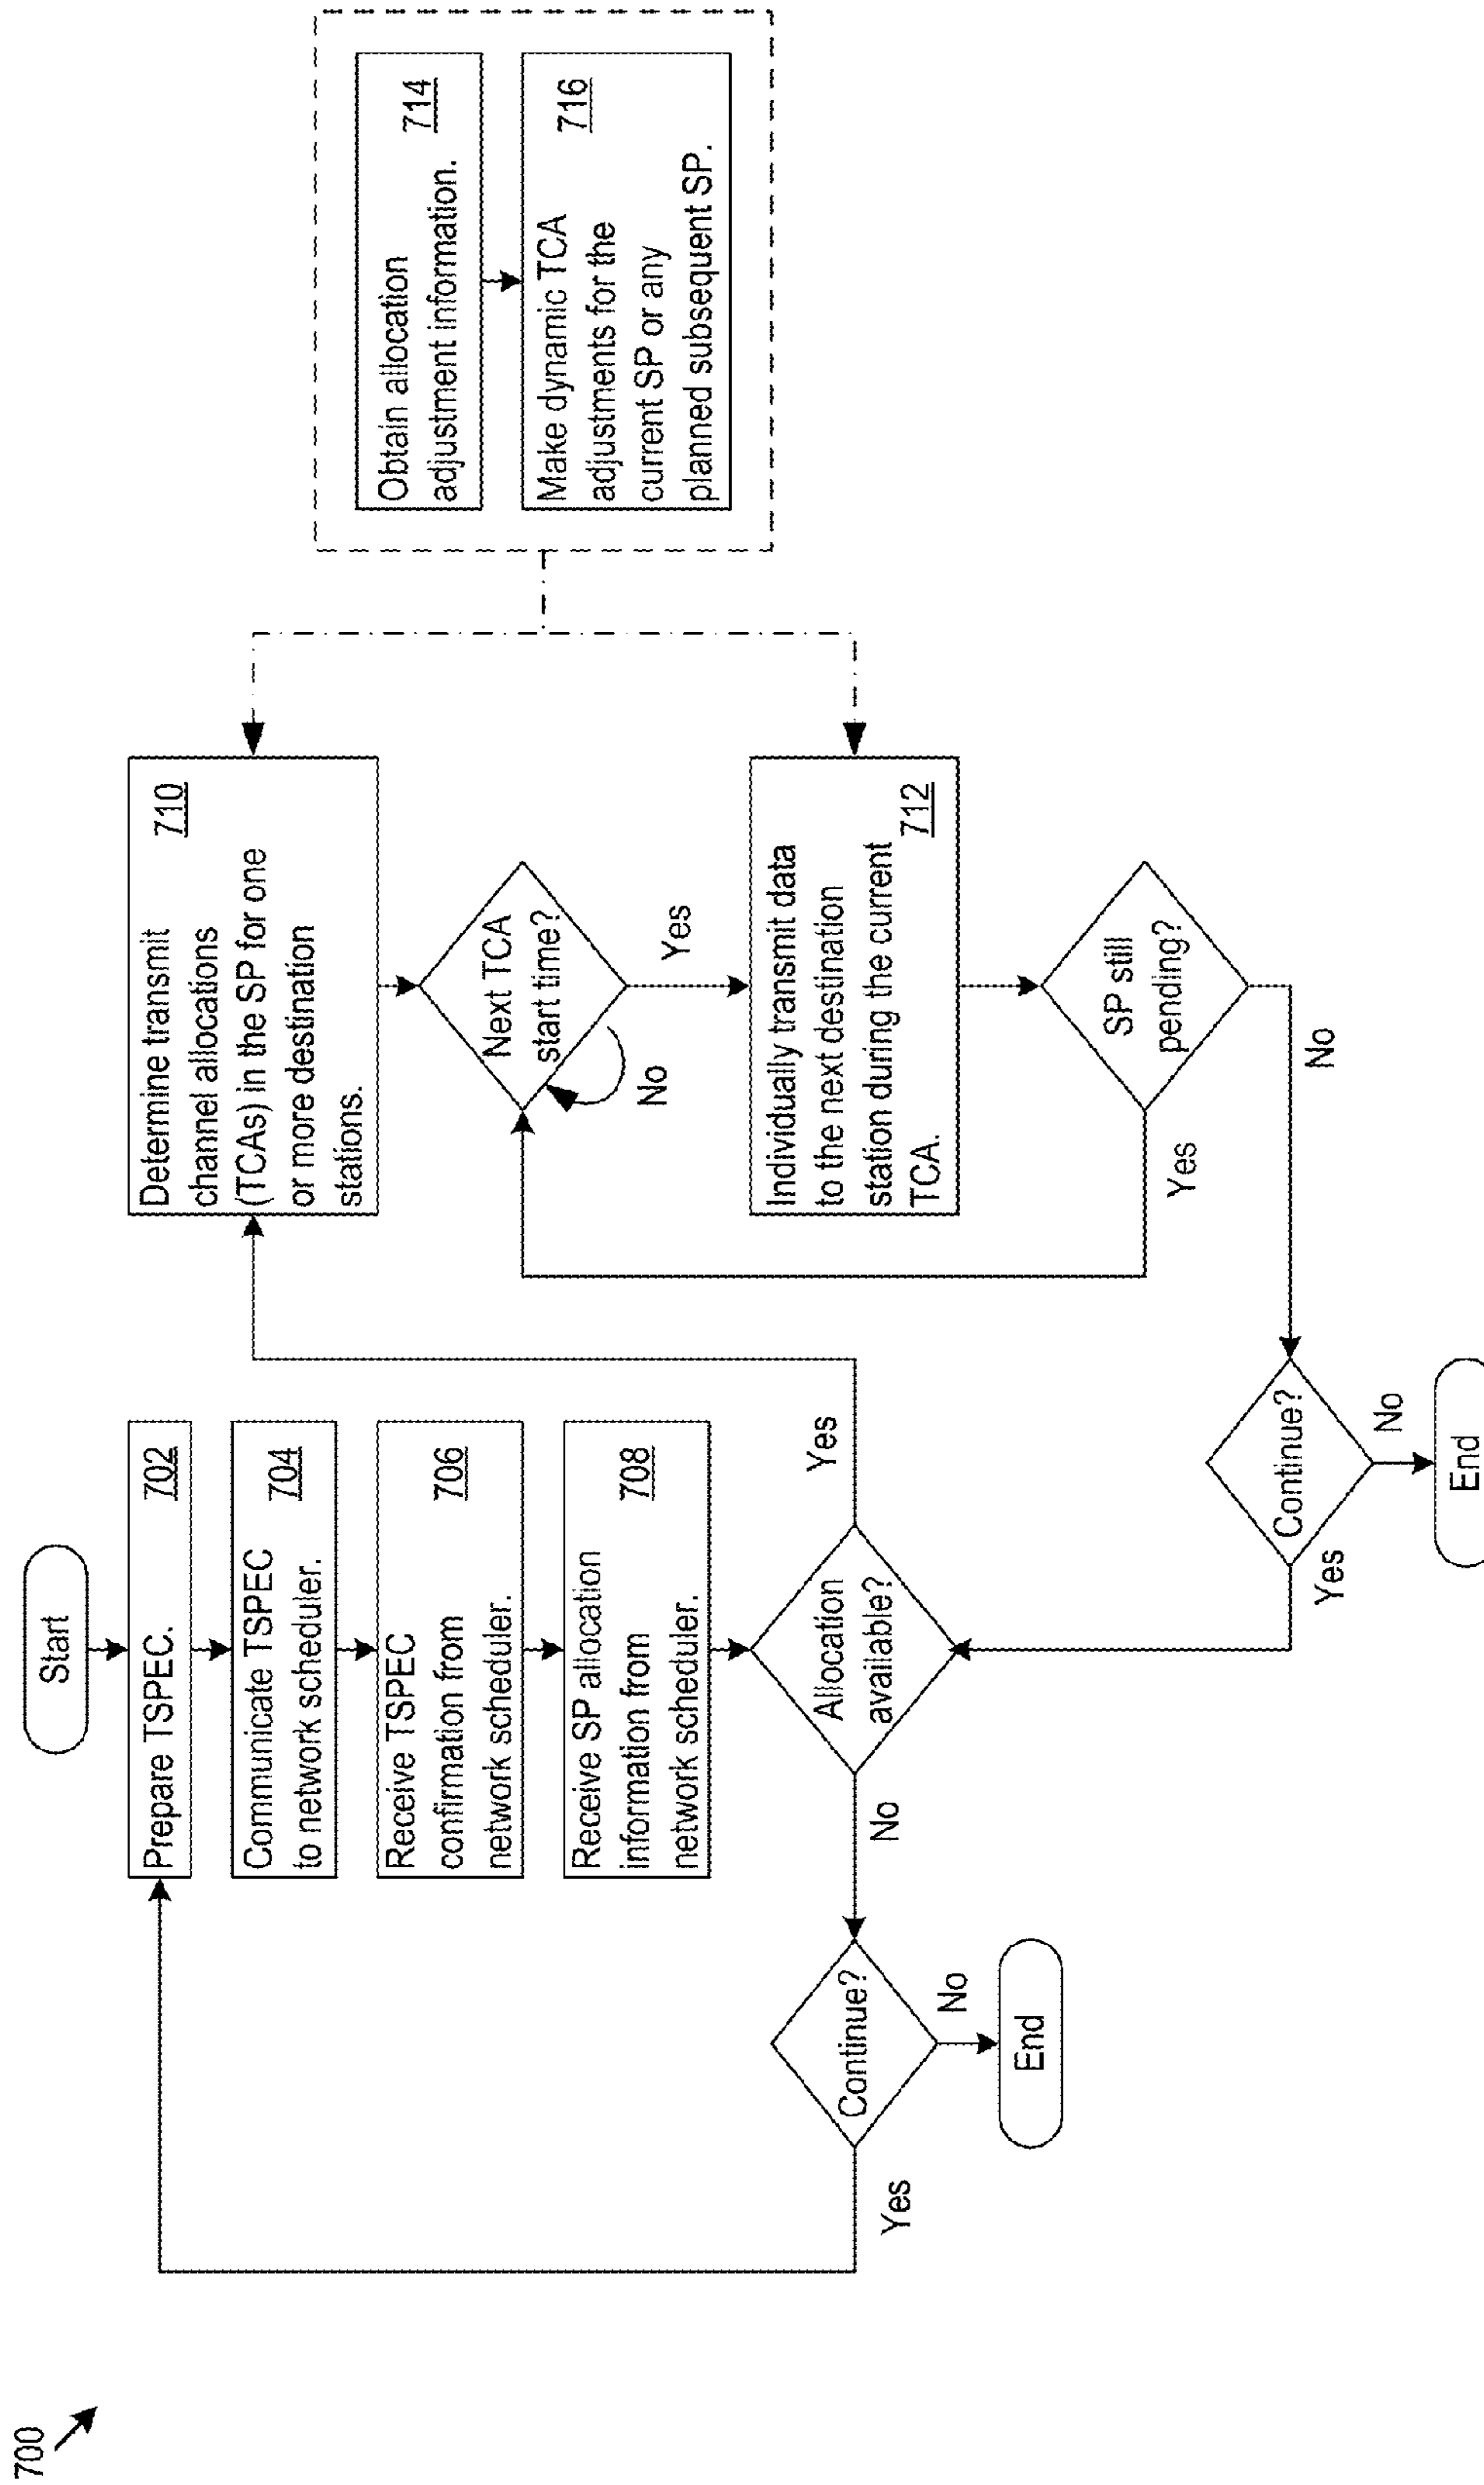 700
Start
Prepare TSPEC. 702
Communicate TSPEC
to network scheduler. 704
Receive TSPEC
confirmation from
network scheduler. 706
Receive SP allocation
information from
network scheduler. 708
Allocation
available?
No
Yes
Continue?
Yes
No
End
Determine transmit
channel allocations
(TCAs) in the SP for one
or more destination
stations. 710
Next TCA
start time?
No
Yes
Individually transmit data
to the next destination
station during the current
TCA. 712
SP still
pending?
Yes
No
Continue?
Yes
No
End
Obtain allocation
adjustment information. 714
Make dynamic TCA
adjustments for the
current SP or any
planned subsequent SP. 716